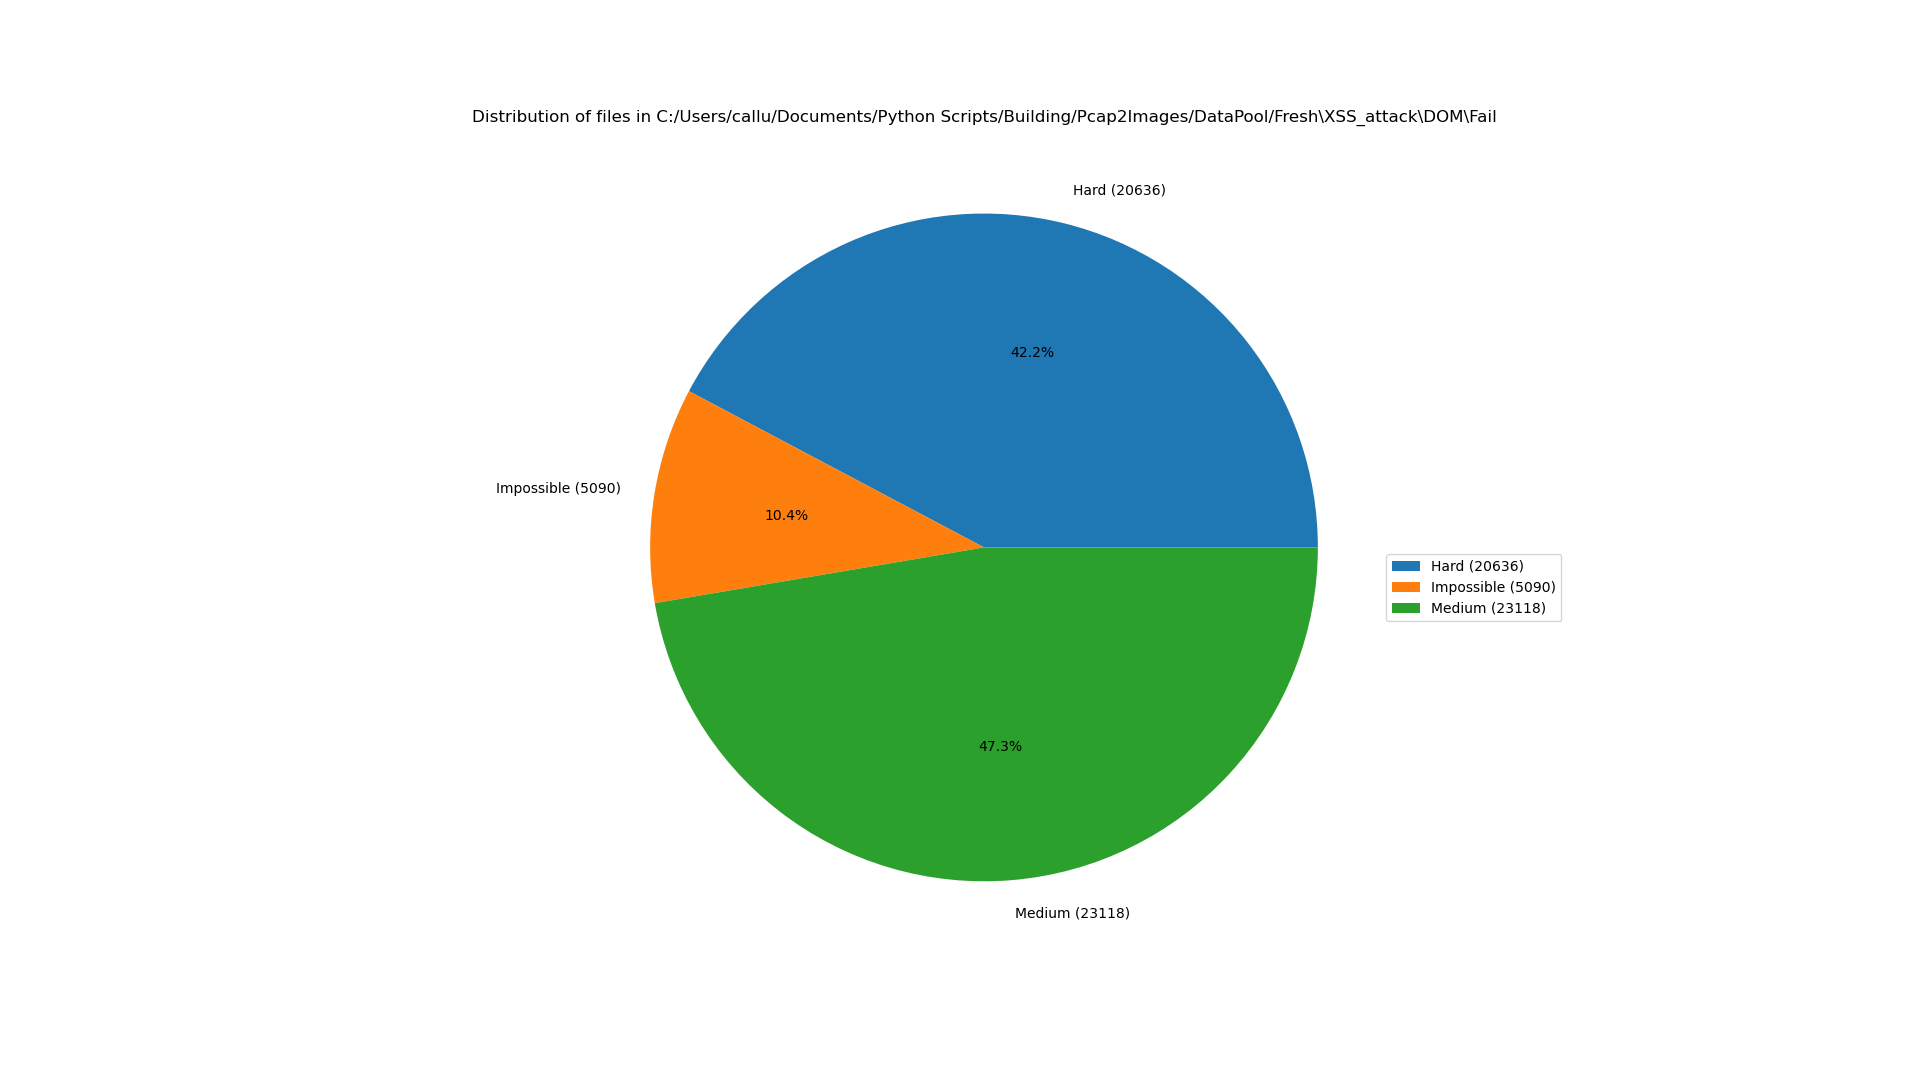 Distribution of files in C:/Users/callu/Documents/Python Scripts/Building/Pcap2Images/DataPool/Fresh\XSS_attack\DOM\Fail
Hard (20636)
42.2%
Impossible (5090)
10.4%
Hard (20636)
Impossible (5090)
Medium (23118)
47.3%
Medium (23118)